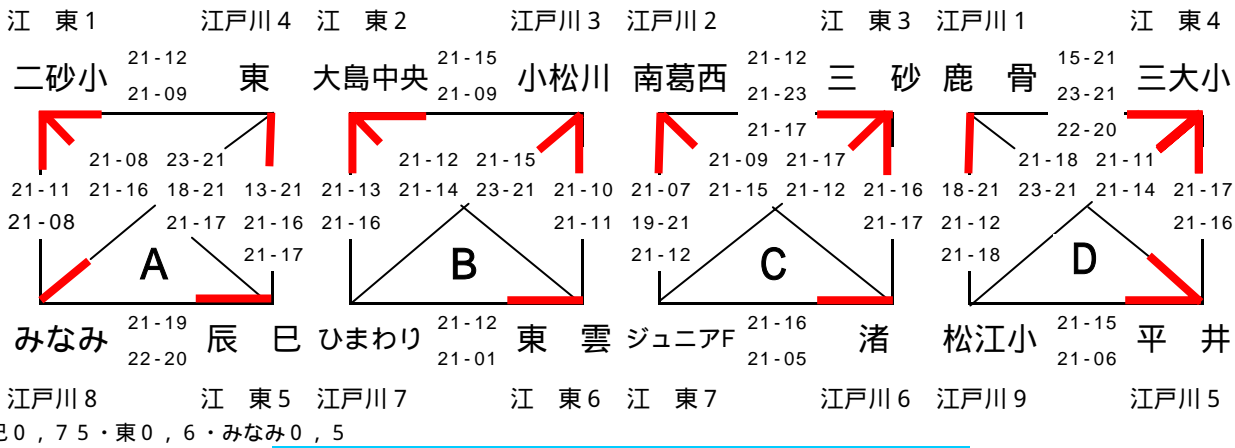 江　東１　江戸川４　江　東２　江戸川３　江戸川２　江　東３　江戸川１　江　東４
21-12　21-15　21-12　15-21
二砂小　東　大島中央　小松川　南葛西　三　砂　鹿　骨　三大小
21-09　21-09　21-23　23-21
21-17　22-20
21-08　23-21　21-12　21-15　21-09　21-17　21-18　21-11
21-11　21-16　18-21　13-21　21-13　21-14　23-21　21-10　21-07　21-15　21-12　21-16　18-21　23-21　21-14　21-17
21-08　21-17　21-16　21-16　21-11　19-21　21-17　21-12　21-16
21-17　21-12　21-18
A　B　C　D
21-19　21-12　21-16　21-15
みなみ　辰　巳　ひまわり　東　雲　ジュニアF　渚　松江小　平　井
22-20　21-01　21-05　21-06
江戸川８　江　東５　江戸川７　江　東６　江　東７　江戸川６　江戸川９　江戸川５
０，７５・東０，６・みなみ０，５